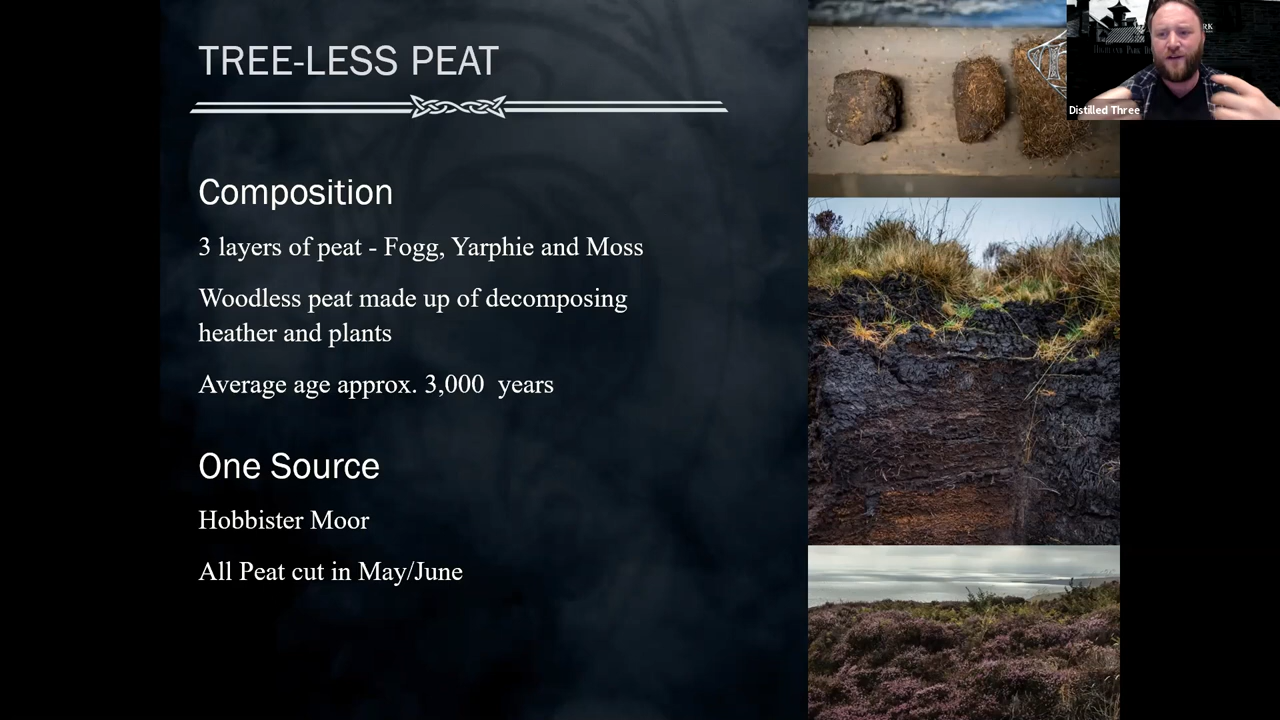 TREE-LESS PEAT
Composition
3 layers of peat - Fogg, Yarphie and Moss
Woodless peat made up of decomposing
heather and plants
Average age approx. 3,000 years
One Source
Hobbister Moor
All Peat cut in May/June
Distilled Three